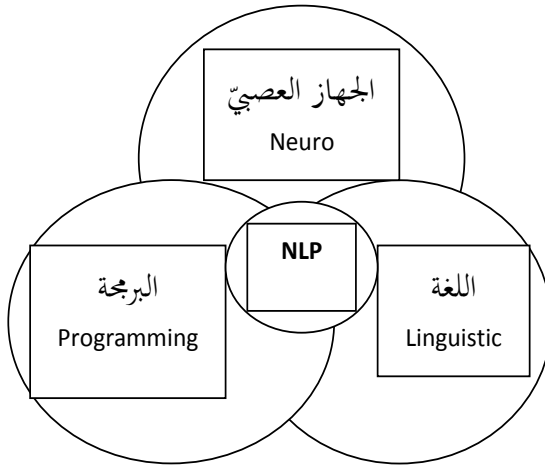 الجهاز العصبيّ
Neuro
NLP
البرمجة
Programming
اللغة
Linguistic